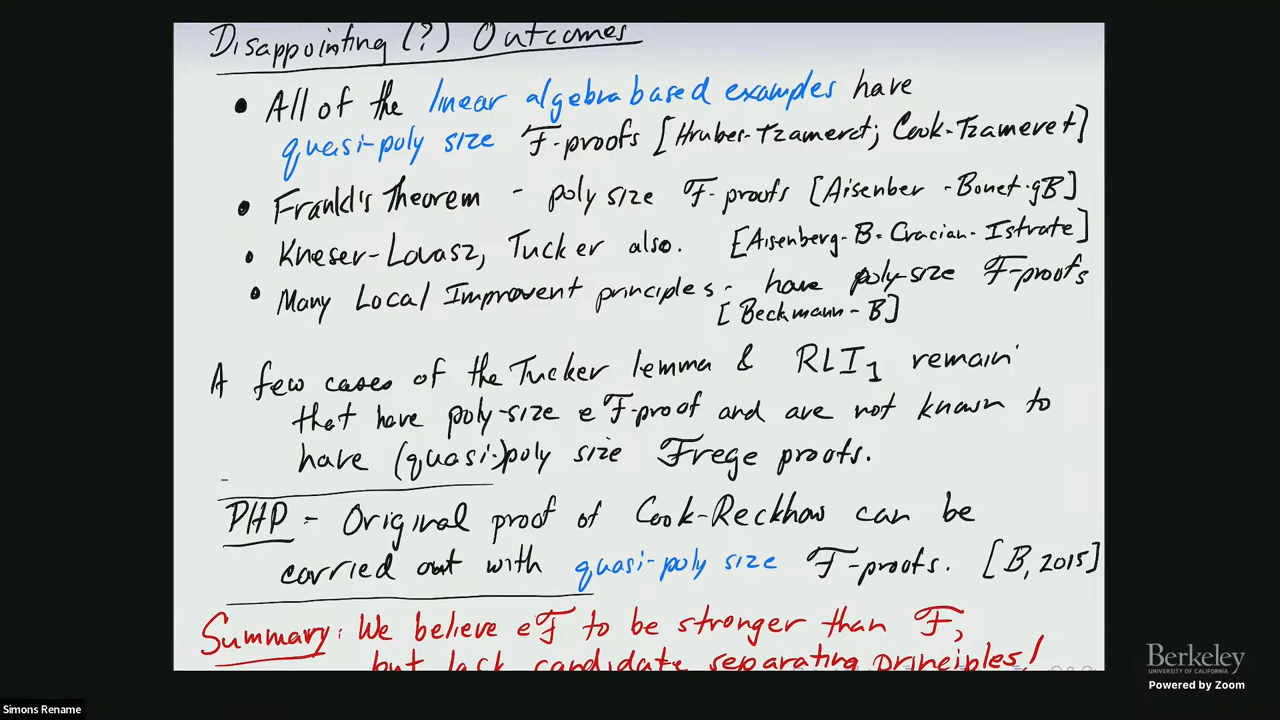 Disappointing (?) Outcomes
• All of the linear algebra based examples have
quasi-poly size F-proofs [Hrubes-Tzameret; Cook-Tzameret]
• Frankl's Theorem - poly size F-proofs [Aisenber-Bonet-gB]
• Kneser-Lovasz, Tucker also. [Aisenberg-B-Cracian-Istrate]
• Many Local Improvent principles - have poly-size F-proofs
[Beckmann-B]
A few cases of the Tucker lemma & RLI₁ remain
that have poly-size eF-proof and are not known to
have (quasi-)poly size Frege proofs.
PHP - Original proof of Cook-Reckhow can be
carried out with quasi-poly size F-proofs. [B, 2015]
Summary: We believe eF to be stronger than F,
but lack candidate separating principles!
Berkeley
UNIVERSITY OF CALIFORNIA
Powered by Zoom
Simons Rename